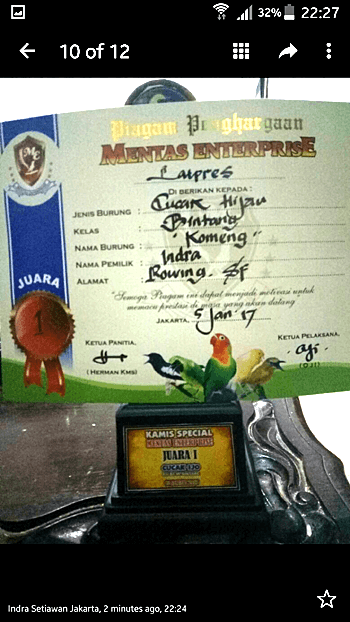 32% 22:27
10 of 12
Piagam Penghargaan
MENTAS ENTERPRISE
Latpres
DI BERIKAN KEPADA :
JENIS BURUNG : Cucak Hijau
KELAS : Bintang
NAMA BURUNG : "Komeng"
NAMA PEMILIK : Indra
ALAMAT : Rowing. SF
"Semoga Piagam ini dapat menjadi motivasi untuk
memacu prestasi di masa yang akan datang
JAKARTA, 5 Jan '17
JUARA
1
KETUA PANITIA,
KETUA PELAKSANA,
( HERMAN KMS)
KAMIS SPECIAL
MENTAS ENTERPRISE
JUARA 1
Indra Setiawan Jakarta, 2 minutes ago, 22:24